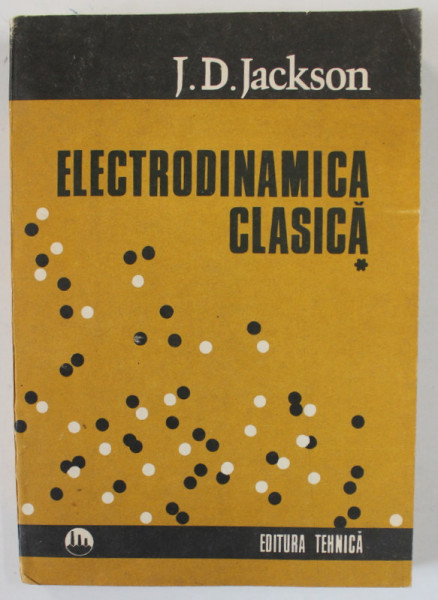 J.D. Jackson
ELECTRODINAMICA
CLASICĂ
*
EDITURA TEHNICĂ